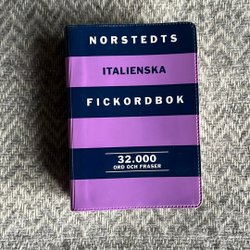 NORSTEDTS
ITALIENSKA
FICKORDBOK
32.000
ORD OCH FRASER